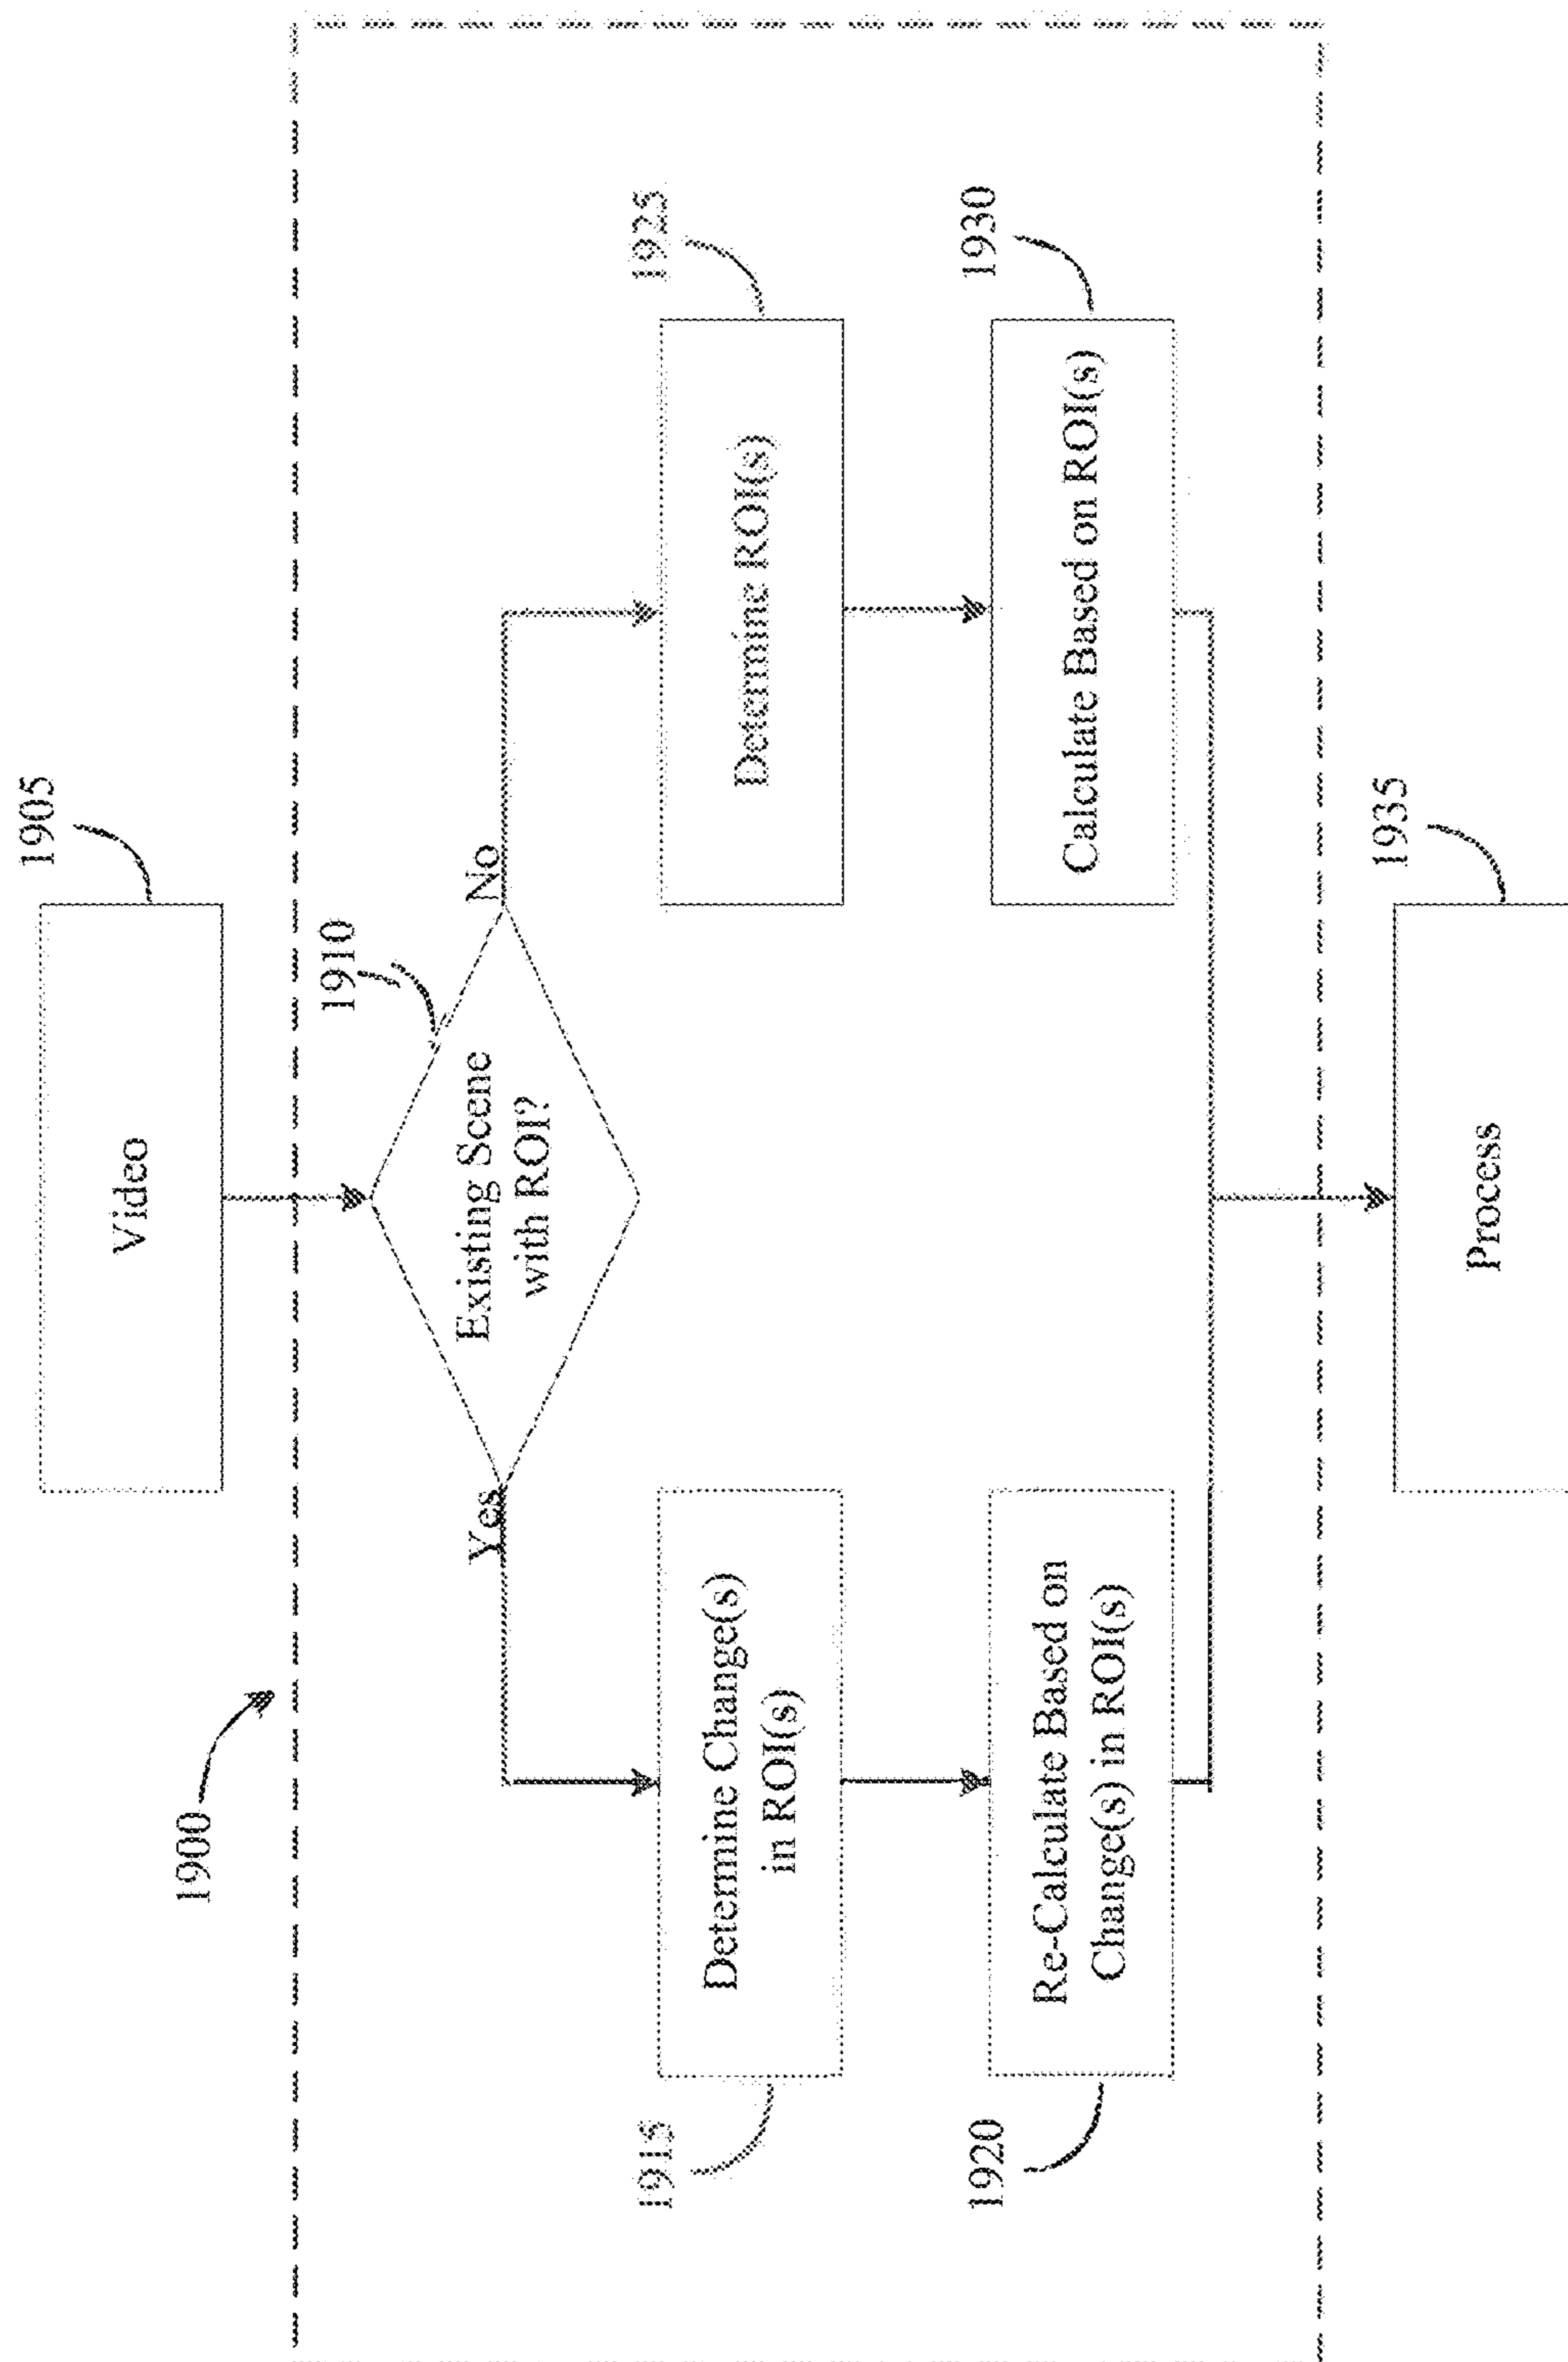 1905
Video
1900
1910
Existing Scene
with ROI?
Yes
No
1915
Determine Change(s)
in ROI(s)
1925
Determine ROI(s)
1920
Re-Calculate Based on
Change(s) in ROI(s)
1930
Calculate Based on ROI(s)
1935
Process